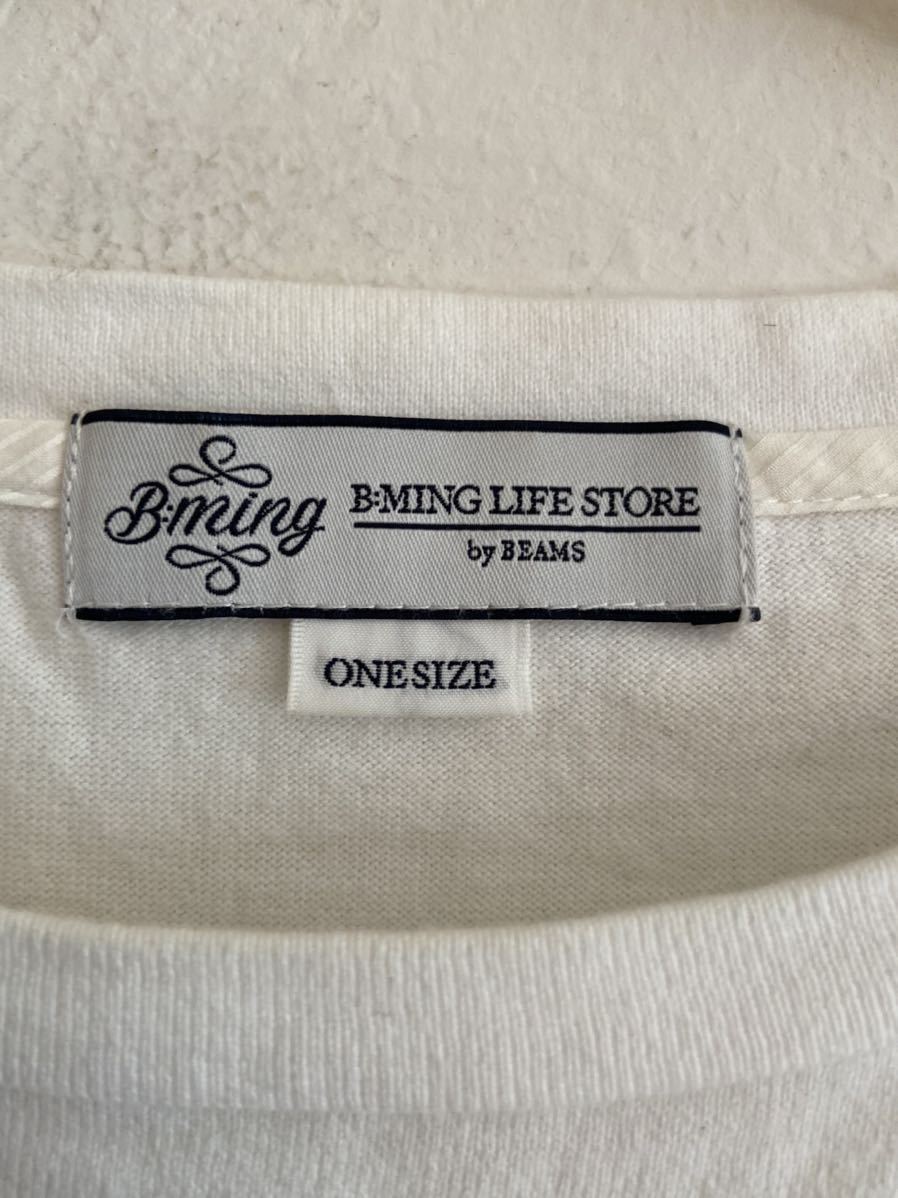 B:ming
B:MING LIFE STORE
by BEAMS
ONE SIZE